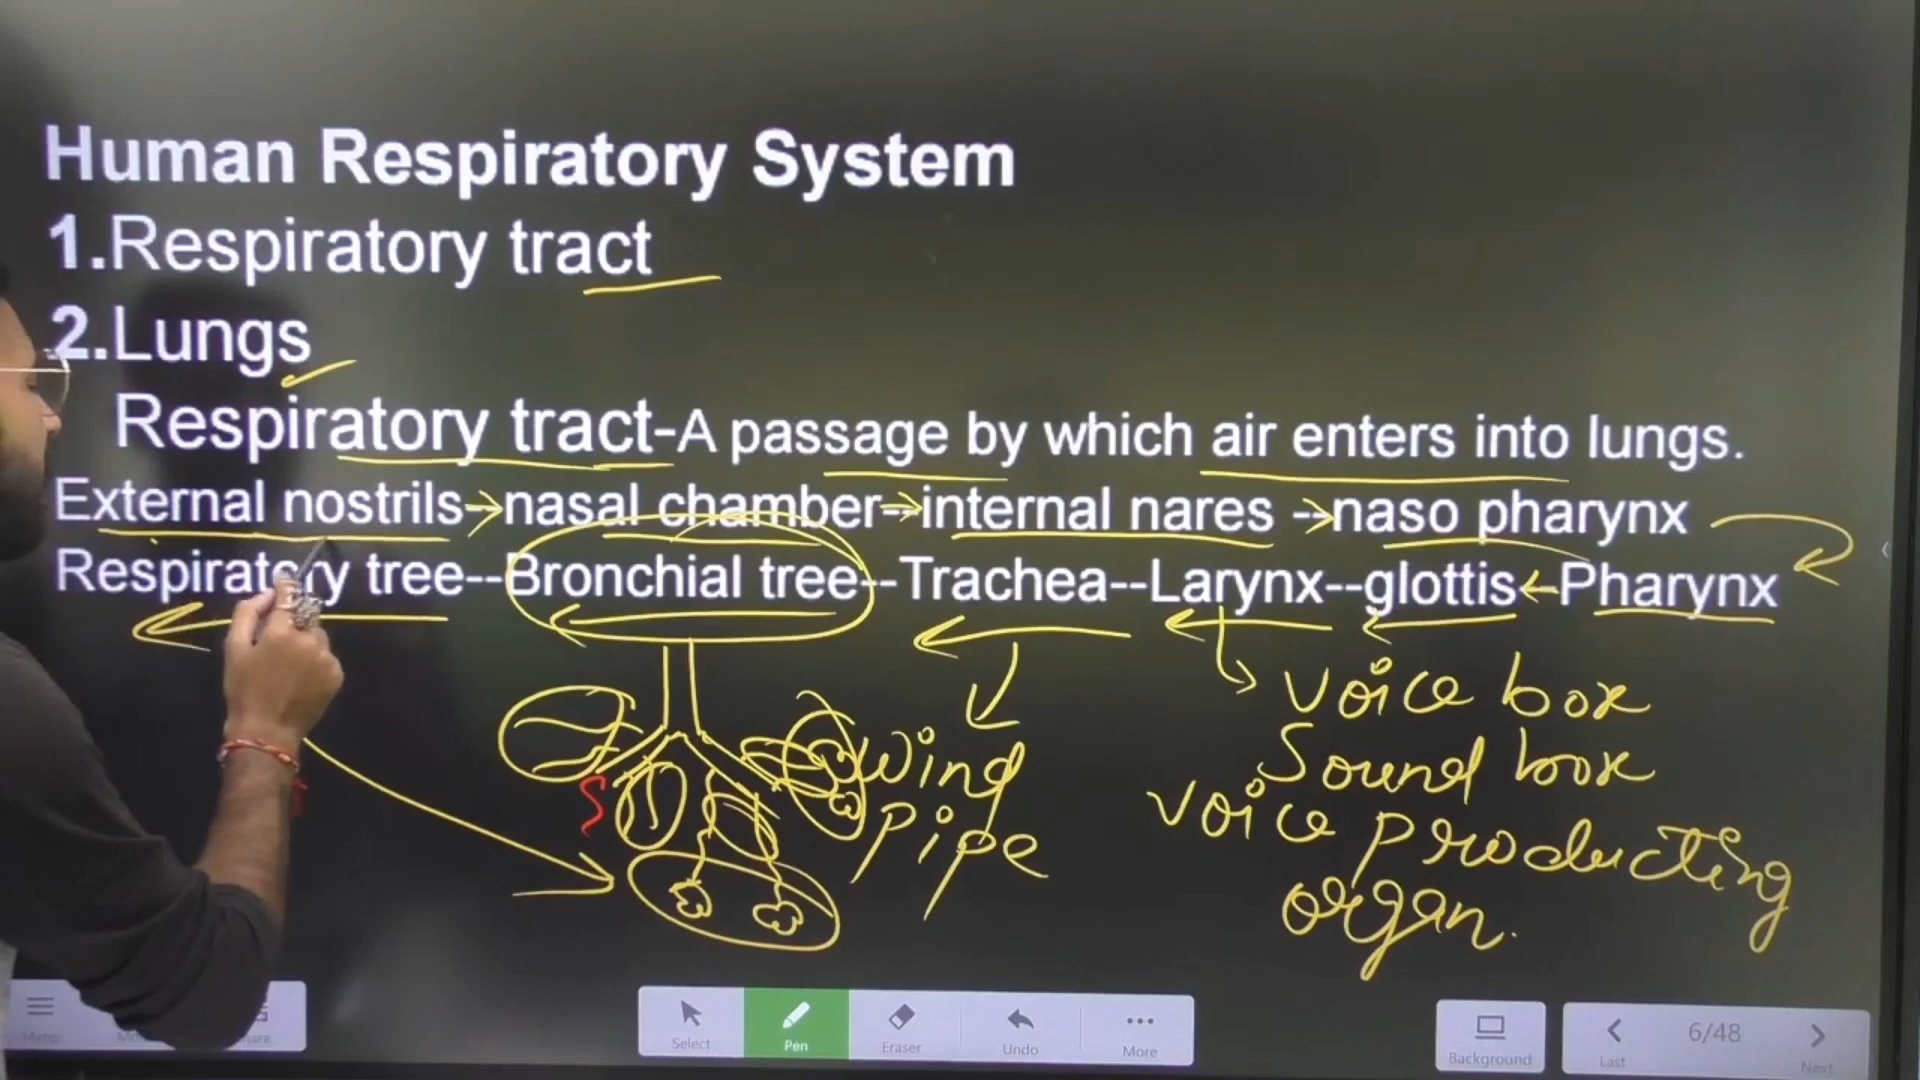 Human Respiratory System
1.Respiratory tract
2.Lungs
Respiratory tract-A passage by which air enters into lungs.
External nostrils--nasal chamber--internal nares --naso pharynx
Respiratory tree--Bronchial tree--Trachea--Larynx--glottis--Pharynx
Wind
pipe
voice box
Sound box
voice producting
organ.
Menu
Select
Pen
Eraser
Undo
More
Background
Last
6/48
Next